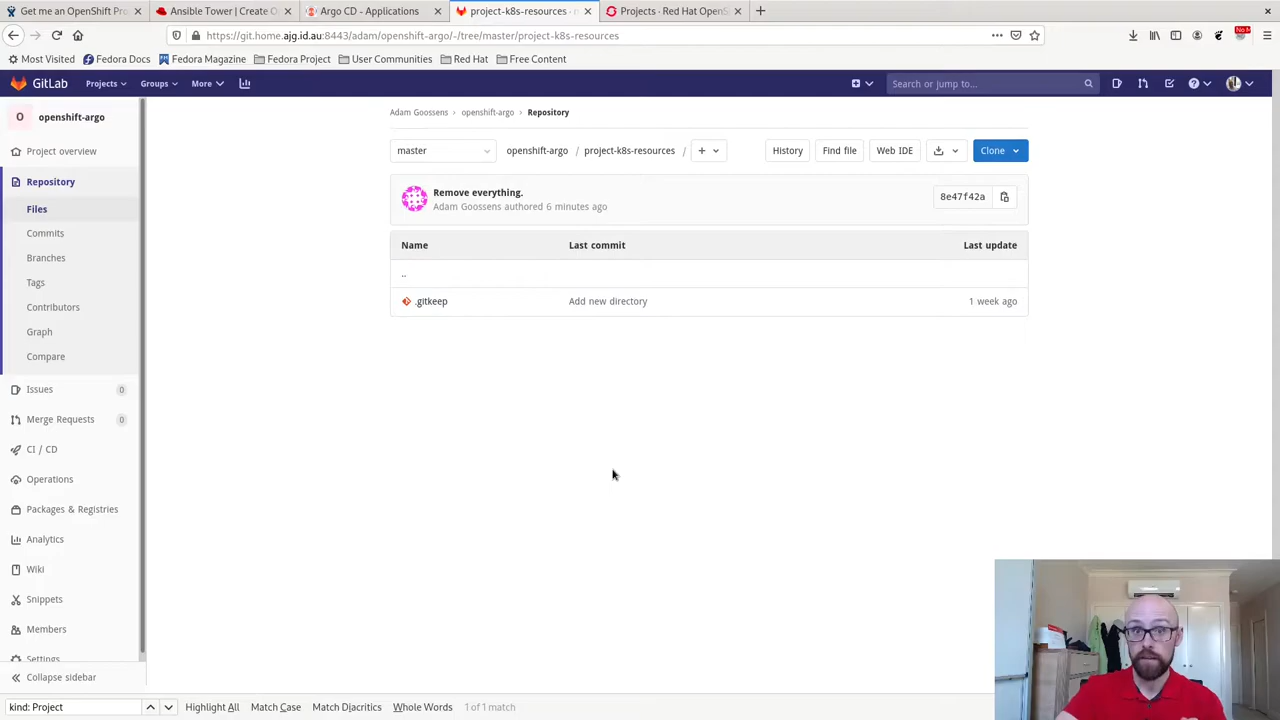 Get me an OpenShift Pro
Ansible Tower | Create O
Argo CD - Applications
project-k8s-resources ·
Projects · Red Hat OpenS
https://git.home.ajg.id.au:8443/adam/openshift-argo/-/tree/master/project-k8s-resources
Most Visited
Fedora Docs
Fedora Magazine
Fedora Project
User Communities
Red Hat
Free Content
GitLab
Projects
Groups
More
Search or jump to...
O
openshift-argo
Project overview
Repository
Files
Commits
Branches
Tags
Contributors
Graph
Compare
Issues
0
Merge Requests
0
CI / CD
Operations
Packages & Registries
Analytics
Wiki
Snippets
Members
Settings
Collapse sidebar
Adam Goossens > openshift-argo > Repository
master
openshift-argo / project-k8s-resources /
History
Find file
Web IDE
Clone
Remove everything.
Adam Goossens authored 6 minutes ago
8e47f42a
Name
Last commit
Last update
..
.gitkeep
Add new directory
1 week ago
kind: Project
Highlight All
Match Case
Match Diacritics
Whole Words
1 of 1 match